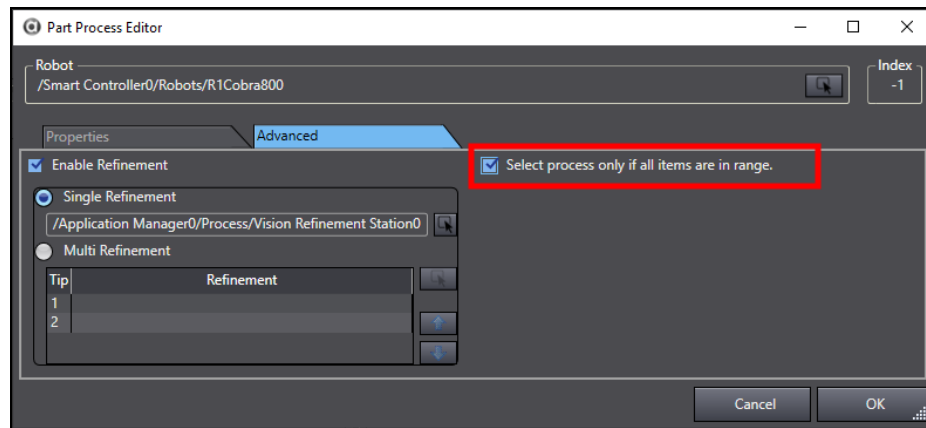 Part Process Editor
Robot
/Smart Controller0/Robots/R1Cobra800
Index
-1
Properties
Advanced
Enable Refinement
Select process only if all items are in range.
Single Refinement
/Application Manager0/Process/Vision Refinement Station0
Multi Refinement
Tip Refinement
1
2
Cancel
OK